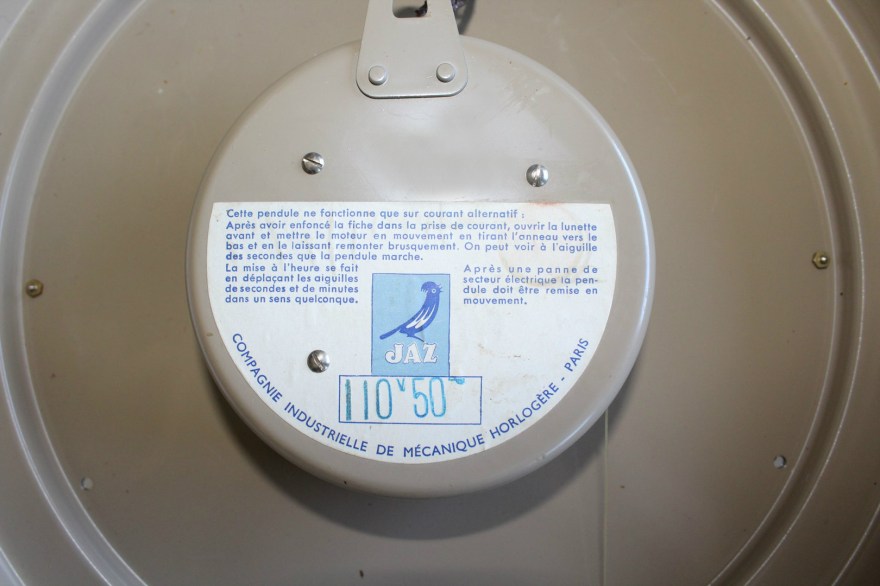 Cette pendule ne fonctionne que sur courant alternatif :
Après avoir enfoncé la fiche dans la prise de courant, ouvrir la lunette
avant et mettre le moteur en mouvement en tirant l'anneau vers le
bas et en le laissant remonter brusquement. On peut voir à l'aiguille
des secondes que la pendule marche.
La mise à l'heure se fait
en déplaçant les aiguilles
de secondes et de minutes
dans un sens quelconque.
Après une panne de
secteur électrique la pen-
dule doit être remise en
mouvement.
JAZ
110 V 50
COMPAGNIE INDUSTRIELLE DE MÉCANIQUE HORLOGÈRE - PARIS